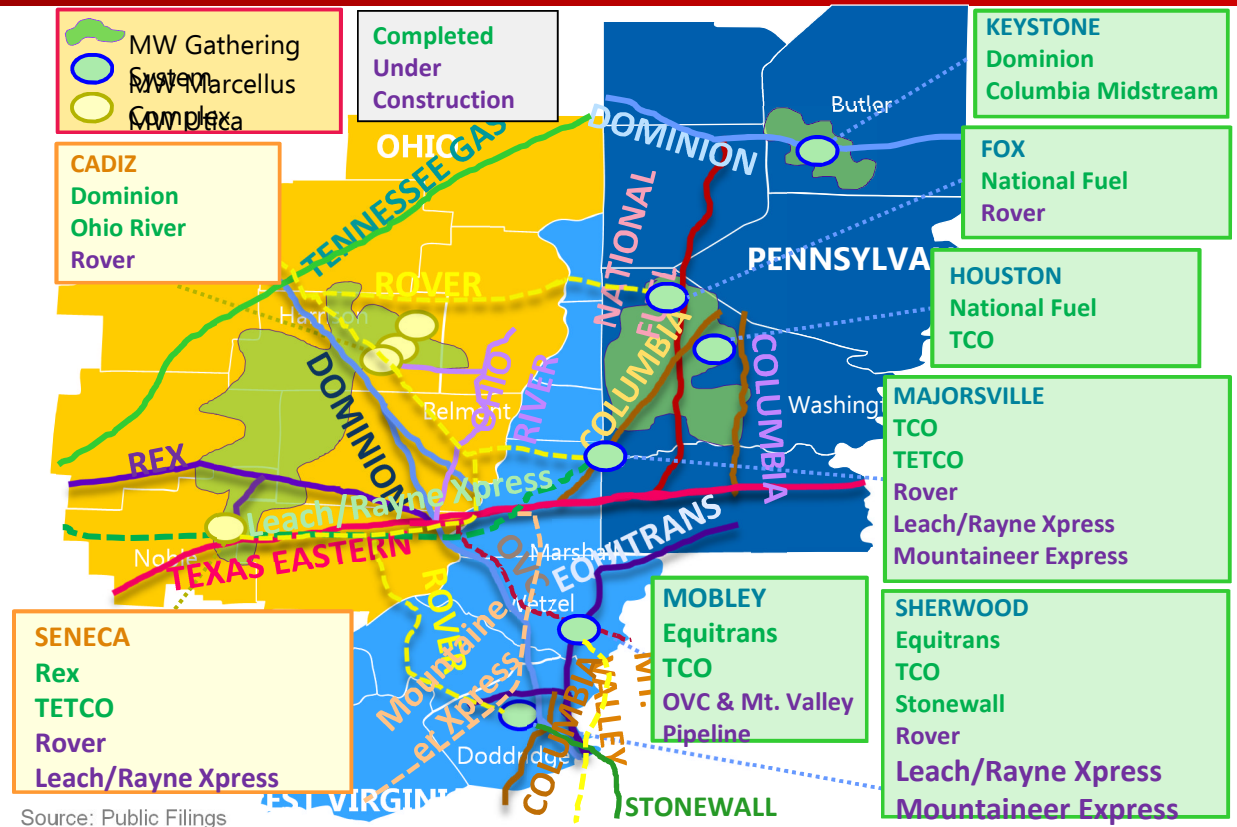 MW Gathering
System
MW Marcellus
Complex
MW Utica
Completed
Under
Construction
KEYSTONE
Dominion
Columbia Midstream
FOX
National Fuel
Rover
HOUSTON
National Fuel
TCO
MAJORSVILLE
TCO
TETCO
Rover
Leach/Rayne Xpress
Mountaineer Express
CADIZ
Dominion
Ohio River
Rover
OHIO
TENNESSEE GAS
DOMINION
Butler
NATIONAL
FUEL
PENNSYLVA
ROVER
Harrison
DOMINION
OHIO
RIVER
COLUMBIA
COLUMBIA
Belmont
Washingt
REX
Leach/Rayne Xpress
Noble
TEXAS EASTERN
OVC
Marsha
EQUITRANS
ROVER
Wetzel
Mountaine
er Xpress
MT.
VALLEY
COLUMBIA
Doddridge
EST VIRGINI
STONEWALL
SENECA
Rex
TETCO
Rover
Leach/Rayne Xpress
MOBLEY
Equitrans
TCO
OVC & Mt. Valley
Pipeline
SHERWOOD
Equitrans
TCO
Stonewall
Rover
Leach/Rayne Xpress
Mountaineer Express
Source: Public Filings